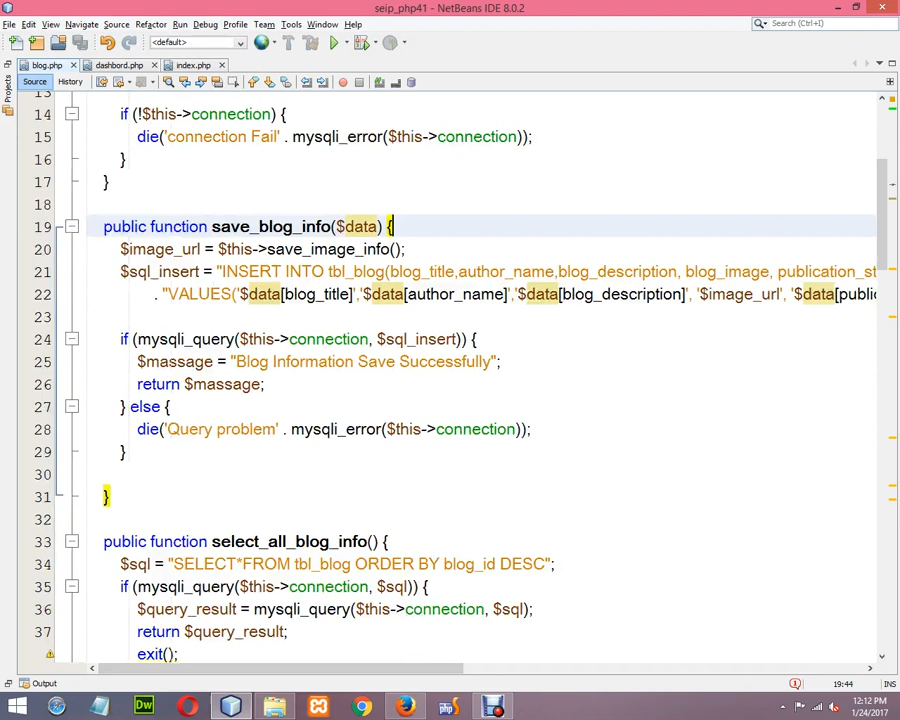 seip_php41 - NetBeans IDE 8.0.2
File Edit View Navigate Source Refactor Run Debug Profile Team Tools Window Help
Search (Ctrl+I)
<default>
blog.php dashbord.php index.php
Projects
Source History
13
14 if (!$this->connection) {
15 die('connection Fail' . mysqli_error($this->connection));
16 }
17 }
18
19 public function save_blog_info($data) {
20 $image_url = $this->save_image_info();
21 $sql_insert = "INSERT INTO tbl_blog(blog_title,author_name,blog_description, blog_image, publication_st
22 . "VALUES('$data[blog_title]','$data[author_name]','$data[blog_description]', '$image_url', '$data[public
23
24 if (mysqli_query($this->connection, $sql_insert)) {
25 $massage = "Blog Information Save Successfully";
26 return $massage;
27 } else {
28 die('Query problem' . mysqli_error($this->connection));
29 }
30
31 }
32
33 public function select_all_blog_info() {
34 $sql = "SELECT*FROM tbl_blog ORDER BY blog_id DESC";
35 if (mysqli_query($this->connection, $sql)) {
36 $query_result = mysqli_query($this->connection, $sql);
37 return $query_result;
exit();
Output
1
19:44
INS
Dw
12:12 PM
1/24/2017